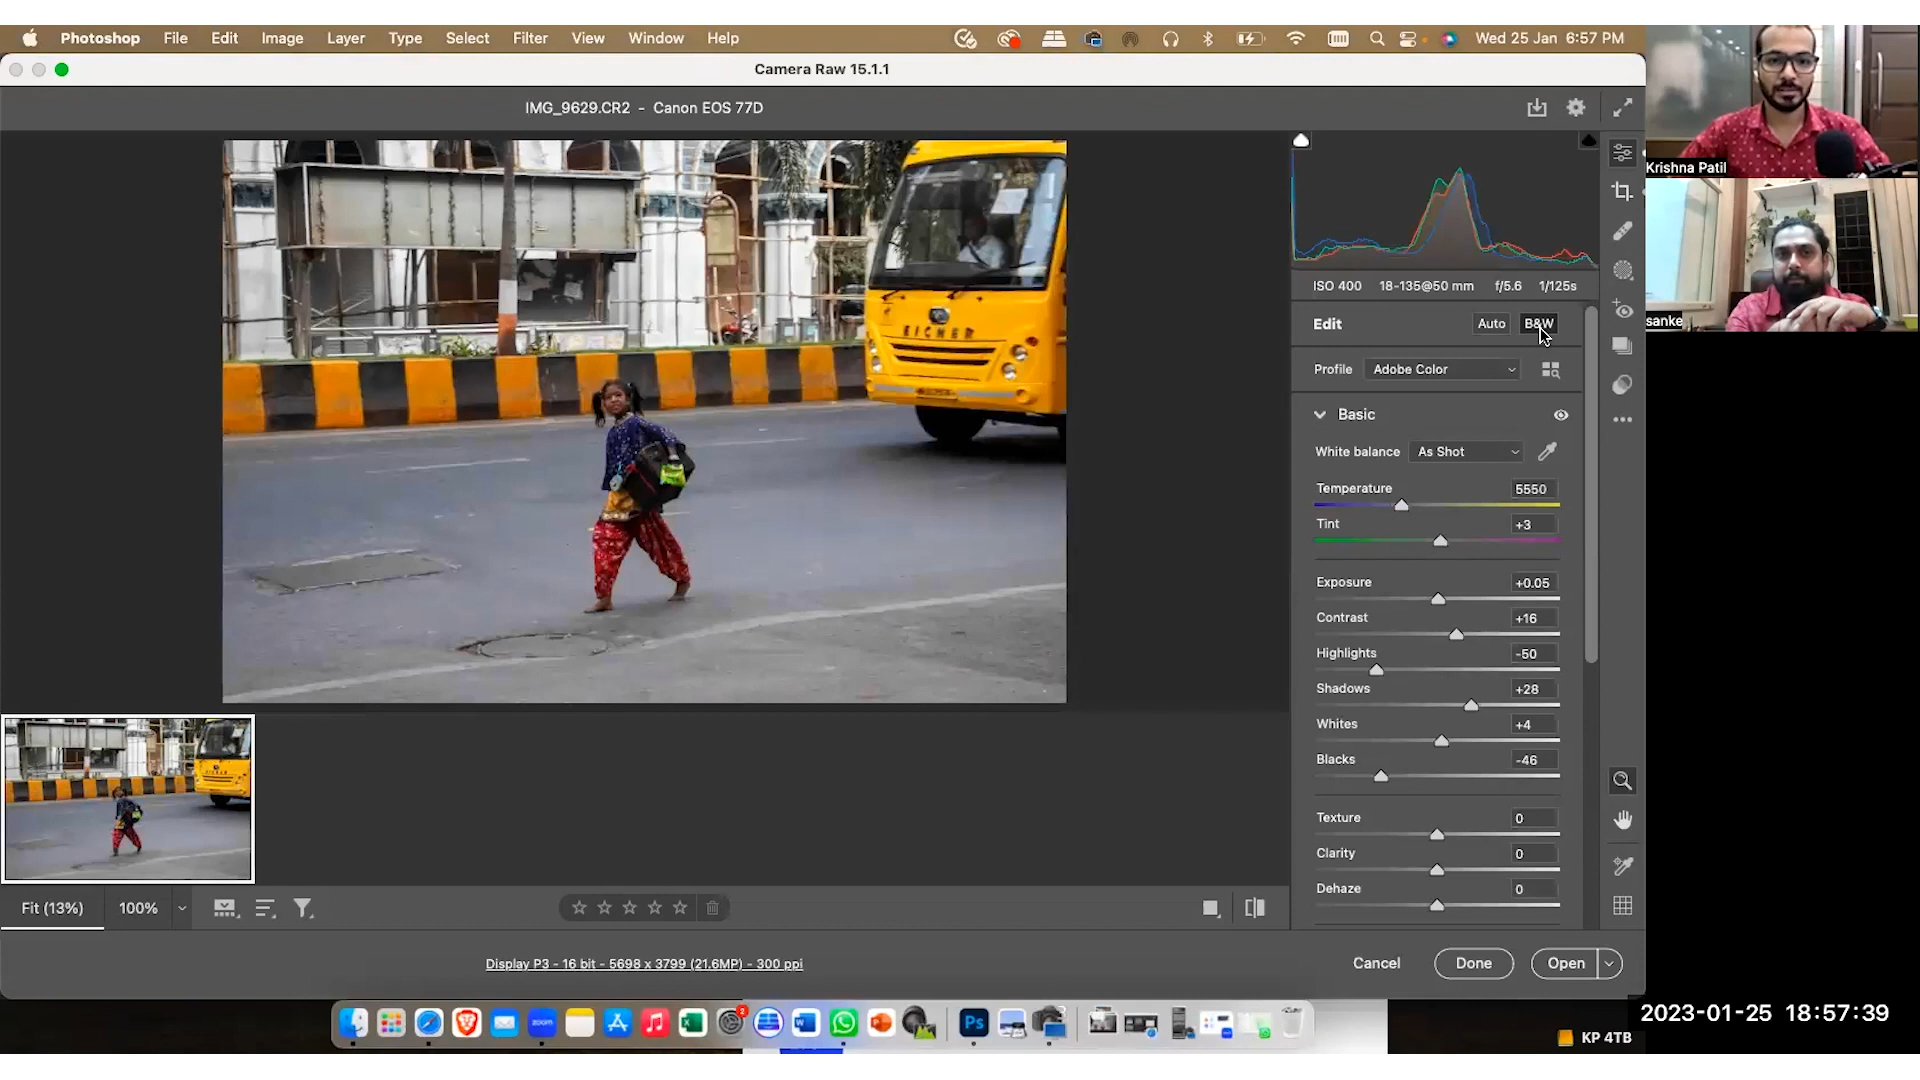 Photoshop File Edit Image Layer Type Select Filter View Window Help Wed 25 Jan 6:57 PM
Camera Raw 15.1.1
IMG_9629.CR2 - Canon EOS 77D
Krishna Patil
sanke
EICHER
ISO 400 18-135@50 mm f/5.6 1/125s
Edit Auto B&W
Profile Adobe Color
Basic
White balance As Shot
Temperature 5550
Tint +3
Exposure +0.05
Contrast +16
Highlights -50
Shadows +28
Whites +4
Blacks -46
Texture 0
Clarity 0
Dehaze 0
Fit (13%) 100%
Display P3 - 16 bit - 5698 x 3799 (21.6MP) - 300 ppi
Cancel Done Open
zoom
2
W
Ps
2023-01-25 18:57:39
KP 4TB